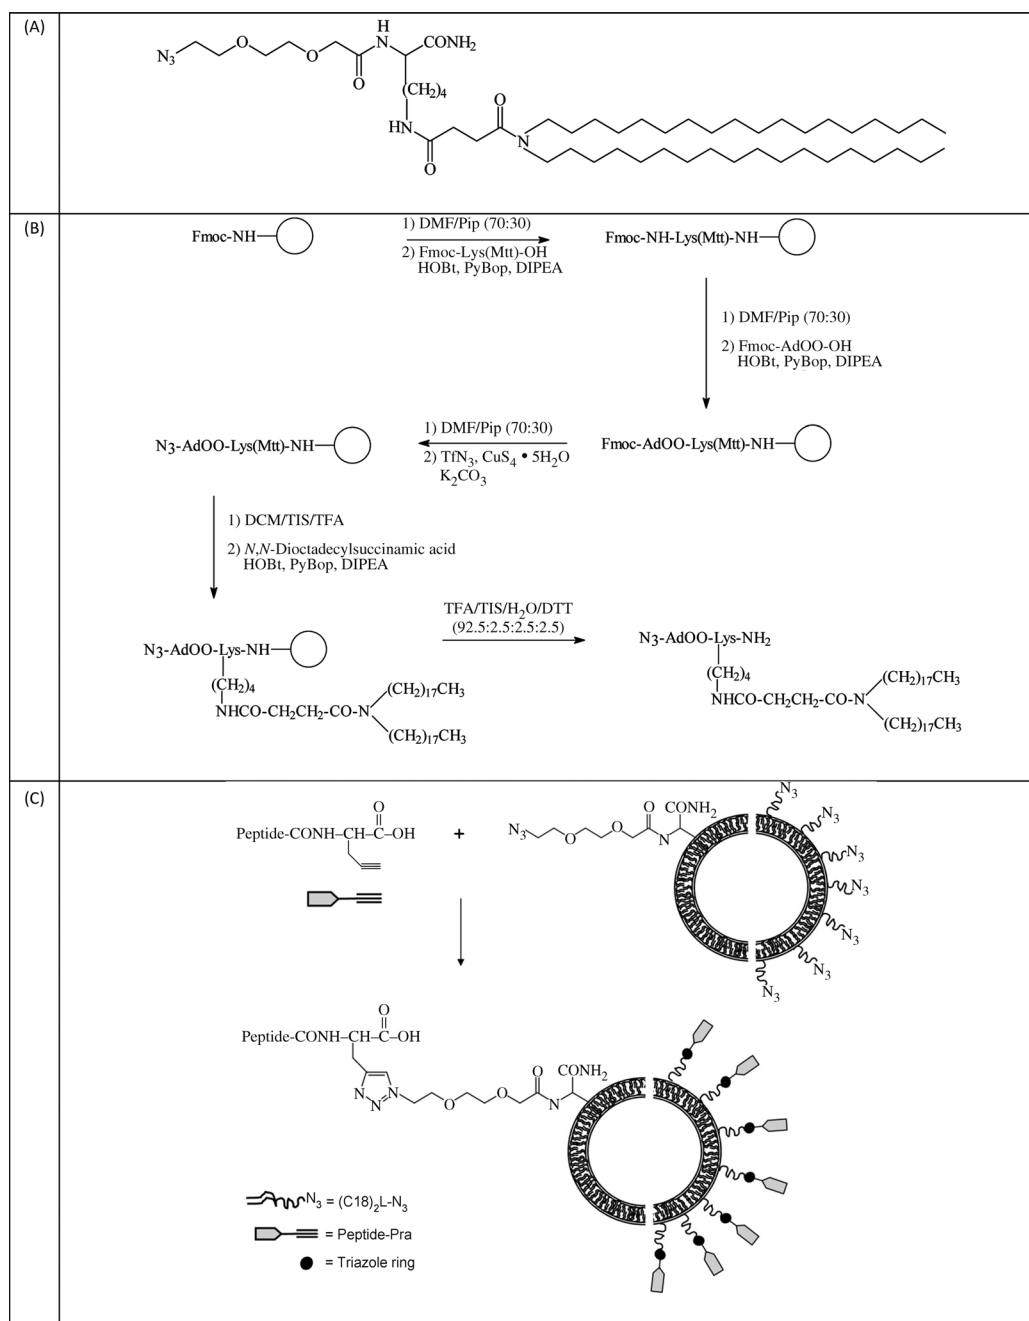 (A)
H
N₃ O O N CONH₂
O (CH₂)₄
O
HN N
O
(B)
Fmoc-NH
1) DMF/Pip (70:30)
2) Fmoc-Lys(Mtt)-OH
HOBt, PyBop, DIPEA
Fmoc-NH-Lys(Mtt)-NH
1) DMF/Pip (70:30)
2) Fmoc-AdOO-OH
HOBt, PyBop, DIPEA
N3-AdOO-Lys(Mtt)-NH
1) DMF/Pip (70:30)
2) TfN₃, CuS₄ • 5H₂O
K₂CO₃
Fmoc-AdOO-Lys(Mtt)-NH
1) DCM/TIS/TFA
2) N,N-Dioctadecylsuccinamic acid
HOBt, PyBop, DIPEA
N3-AdOO-Lys-NH
(CH₂)₄
NHCO-CH₂CH₂-CO-N
(CH₂)₁₇CH₃
(CH₂)₁₇CH₃
TFA/TIS/H₂O/DTT
(92.5:2.5:2.5:2.5)
N3-AdOO-Lys-NH₂
(CH₂)₄
NHCO-CH₂CH₂-CO-N
(CH₂)₁₇CH₃
(CH₂)₁₇CH₃
(C)
O
Peptide-CONH-CH-C-OH
+
N₃ O O O N CONH₂
N₃
N₃
N₃
N₃
N₃
N₃
N₃
O
Peptide-CONH-CH-C-OH
N N N O O O N CONH₂
N₃ = (C18)₂L-N₃
= Peptide-Pra
= Triazole ring